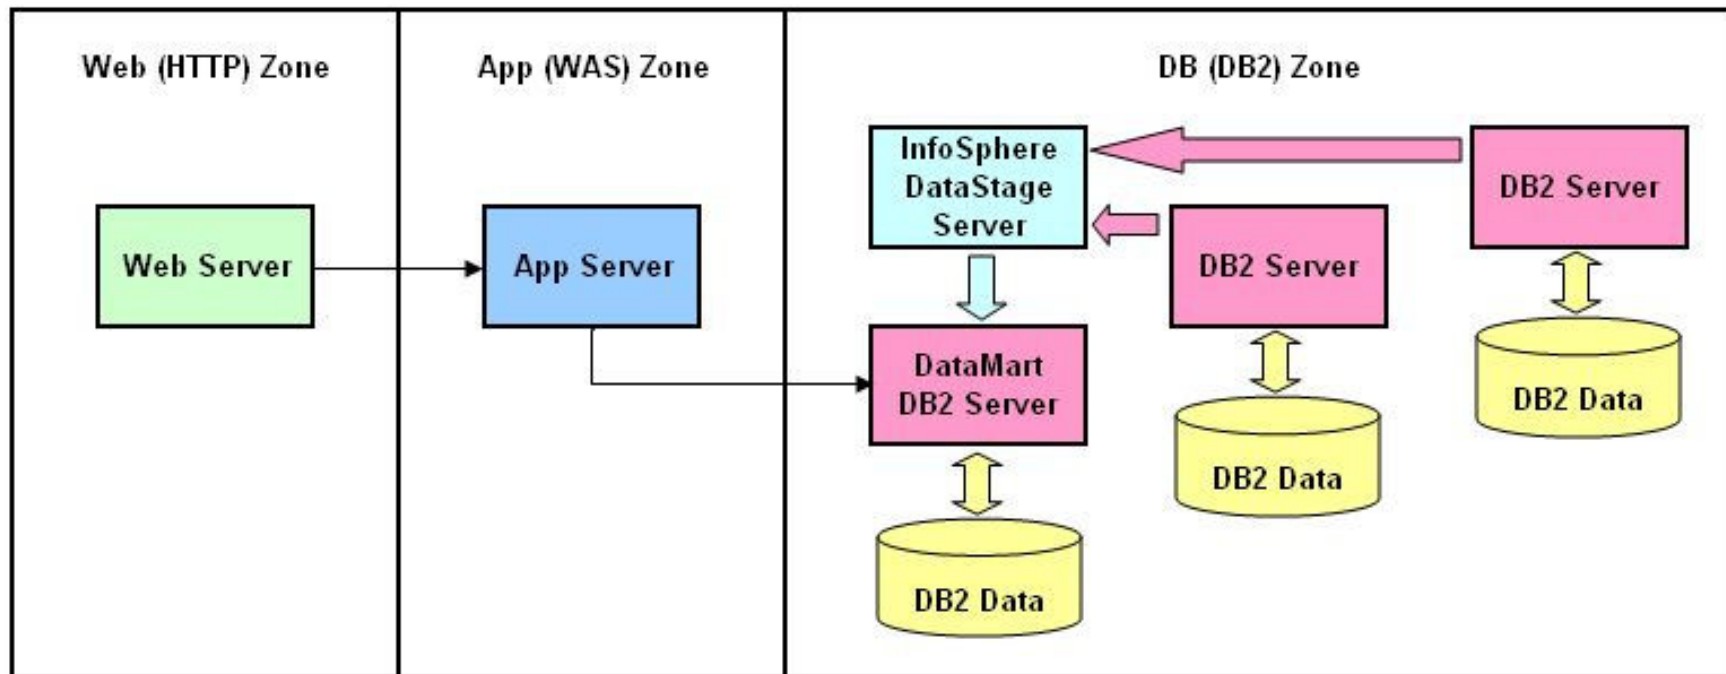 Web (HTTP) Zone
App (WAS) Zone
DB (DB2) Zone
Web Server
App Server
InfoSphere
DataStage
Server
DB2 Server
DB2 Server
DataMart
DB2 Server
DB2 Data
DB2 Data
DB2 Data